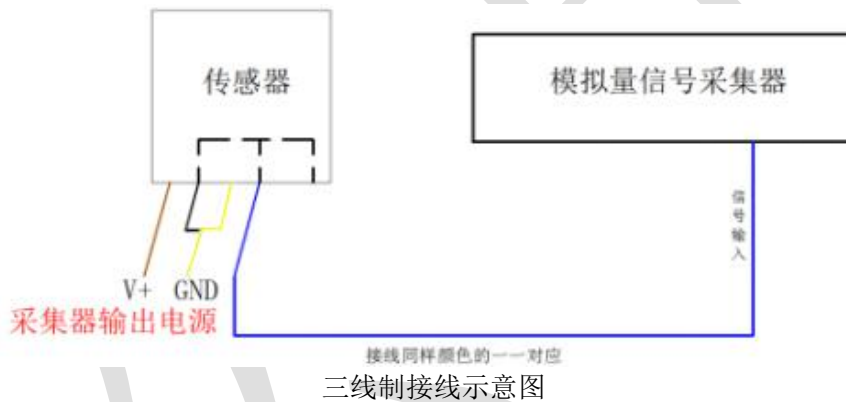 传感器
模拟量信号采集器
信号输入
V+ GND
采集器输出电源
接线同样颜色的一一对应
三线制接线示意图